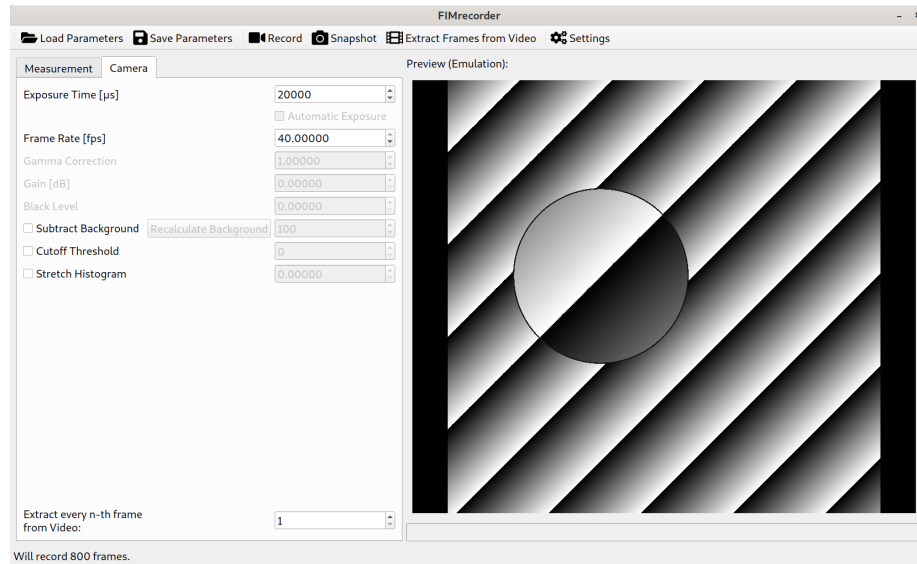 FIMrecorder
Load Parameters Save Parameters Record Snapshot Extract Frames from Video Settings
Measurement Camera
Preview (Emulation):
Exposure Time [µs] 20000
Automatic Exposure
Frame Rate [fps] 40.00000
Gamma Correction 1.00000
Gain [dB] 0.00000
Black Level 0.00000
Subtract Background Recalculate Background 100
Cutoff Threshold 0
Stretch Histogram 0.00000
Extract every n-th frame
from Video: 1
Will record 800 frames.